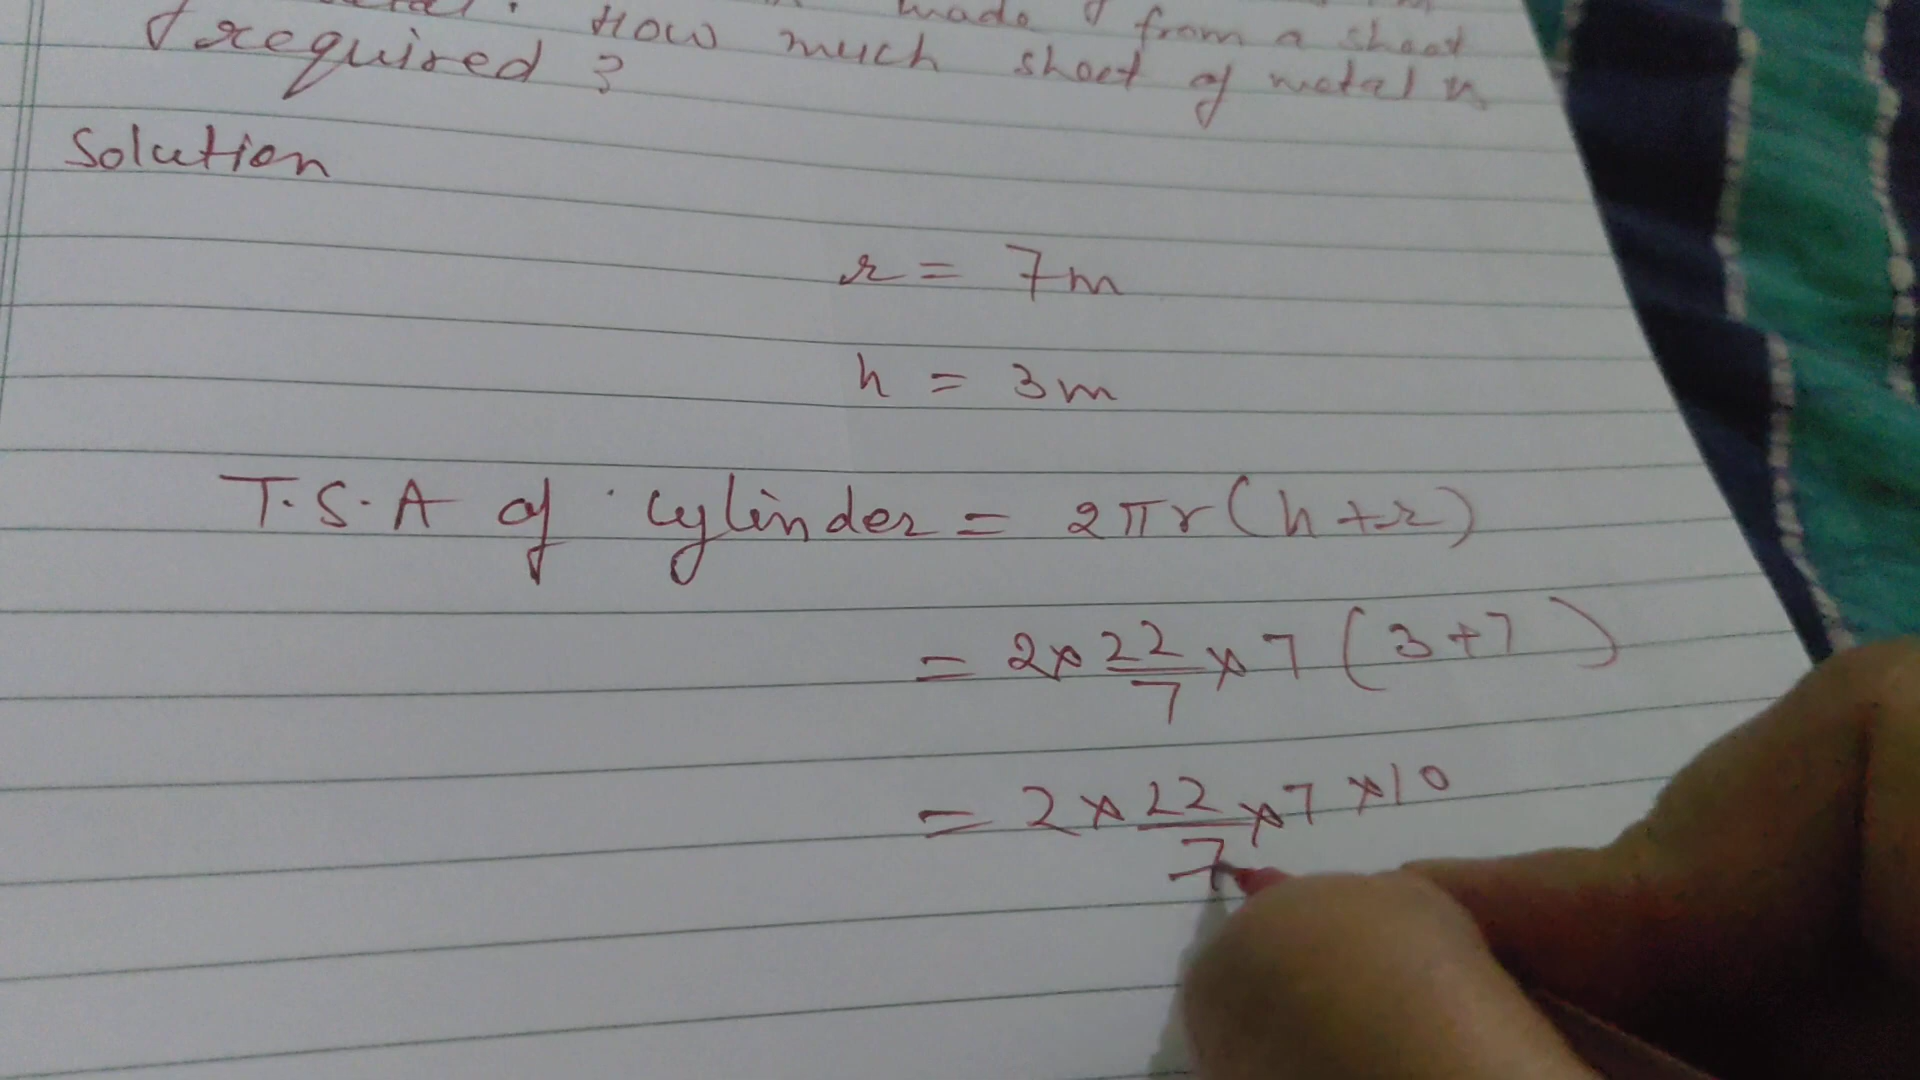 made from a sheet
required ? How much sheet of metal is
Solution
r = 7m
h = 3m
T.S.A of cylinder = 2πr(h+r)
= 2×22/7×7(3+7)
= 2×22/7×7×10